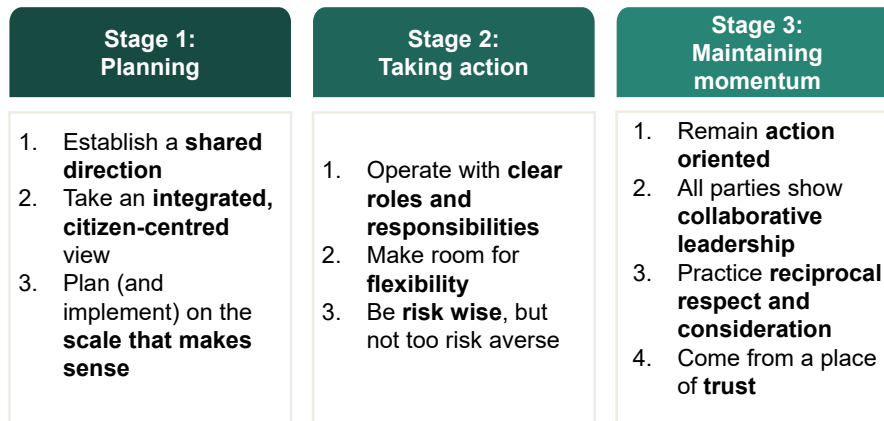 Stage 1:
Planning
1. Establish a shared
direction
2. Take an integrated,
citizen-centred
view
3. Plan (and
implement) on the
scale that makes
sense
Stage 2:
Taking action
1. Operate with clear
roles and
responsibilities
2. Make room for
flexibility
3. Be risk wise, but
not too risk averse
Stage 3:
Maintaining
momentum
1. Remain action
oriented
2. All parties show
collaborative
leadership
3. Practice reciprocal
respect and
consideration
4. Come from a place
of trust